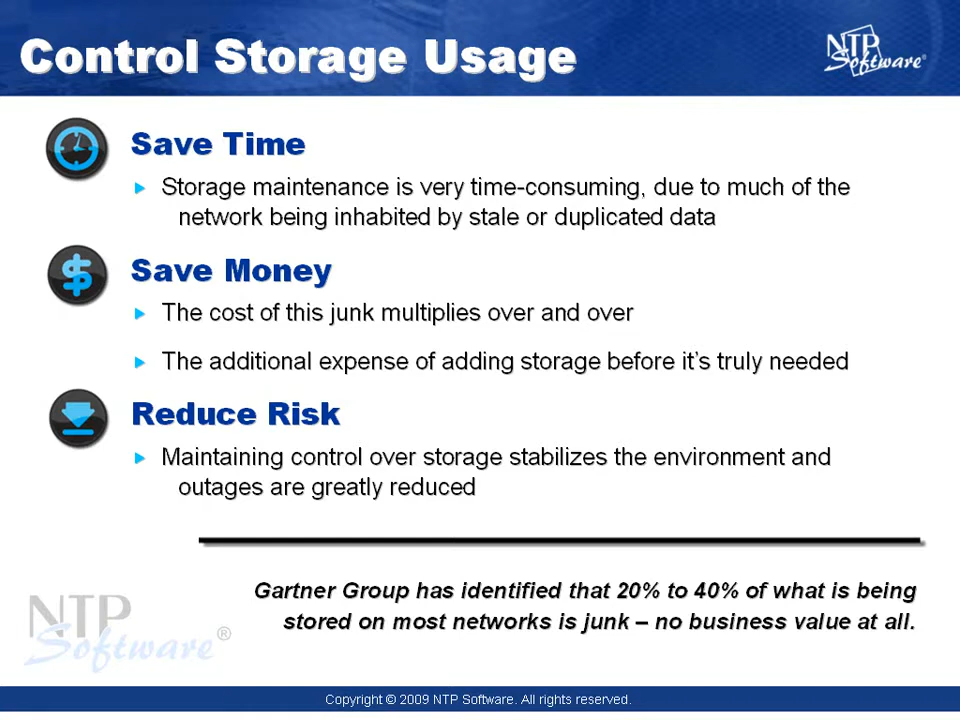 Control Storage Usage
NTP
Software®
Save Time
Storage maintenance is very time-consuming, due to much of the
network being inhabited by stale or duplicated data
Save Money
The cost of this junk multiplies over and over
The additional expense of adding storage before it's truly needed
Reduce Risk
Maintaining control over storage stabilizes the environment and
outages are greatly reduced
Gartner Group has identified that 20% to 40% of what is being
stored on most networks is junk – no business value at all.
NTP
Software®
Copyright © 2009 NTP Software. All rights reserved.